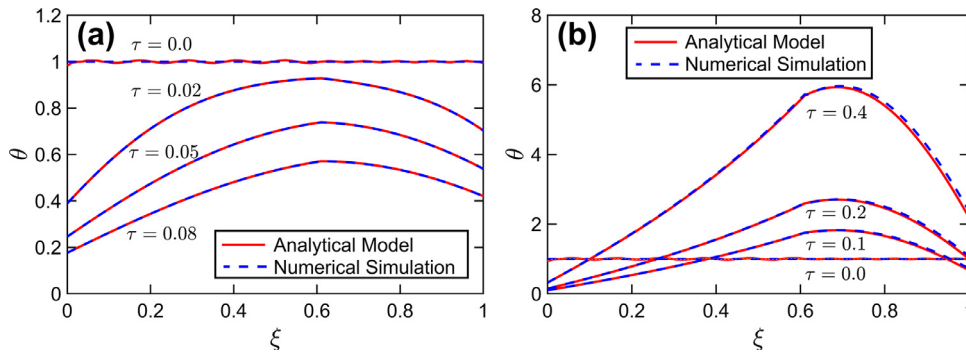 (a)
τ = 0.0
τ = 0.02
τ = 0.05
τ = 0.08
Analytical Model
Numerical Simulation
1.2
1
0.8
0.6
0.4
0.2
0
θ
0 0.2 0.4 0.6 0.8 1
ξ
(b)
Analytical Model
Numerical Simulation
τ = 0.4
τ = 0.2
τ = 0.1
τ = 0.0
8
6
4
2
0
θ
0 0.2 0.4 0.6 0.8 1
ξ